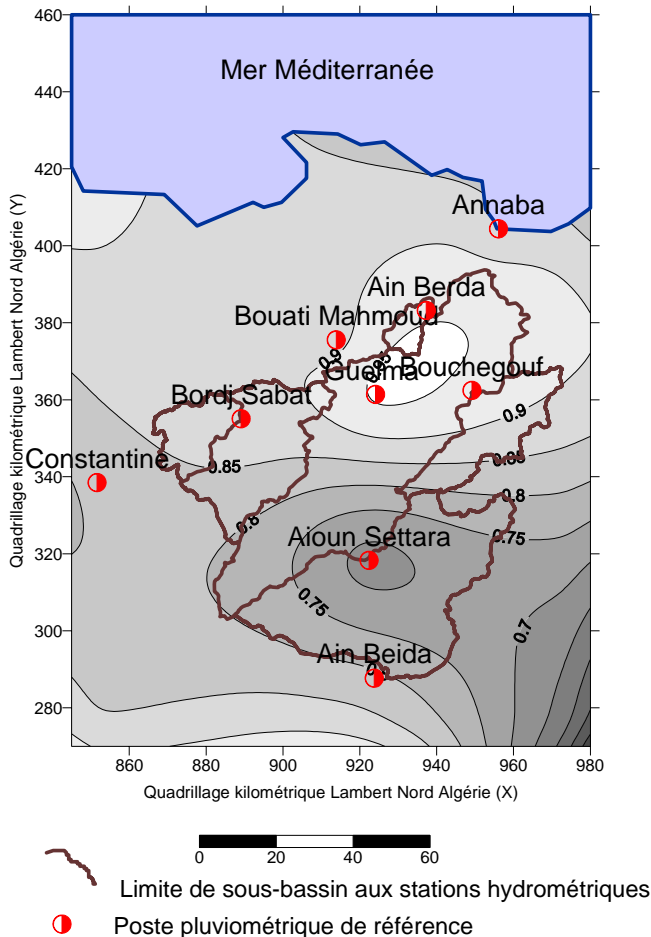 460
Mer Méditerranée
440
420
Annaba
400
Ain Berda
380
Bouati Mahmoud
0.9
0.95
Guelma
Bouchegouf
360
Bordj Sabat
0.9
Constantine
0.85
0.85
340
0.8
0.8
Aioun Settara
0.75
320
0.75
0.7
300
Ain Beida
0.8
280
860
880
900
920
940
960
980
Quadrillage kilométrique Lambert Nord Algérie (X)
Quadrillage kilométrique Lambert Nord Algérie (Y)
0
20
40
60
Limite de sous-bassin aux stations hydrométriques
Poste pluviométrique de référence